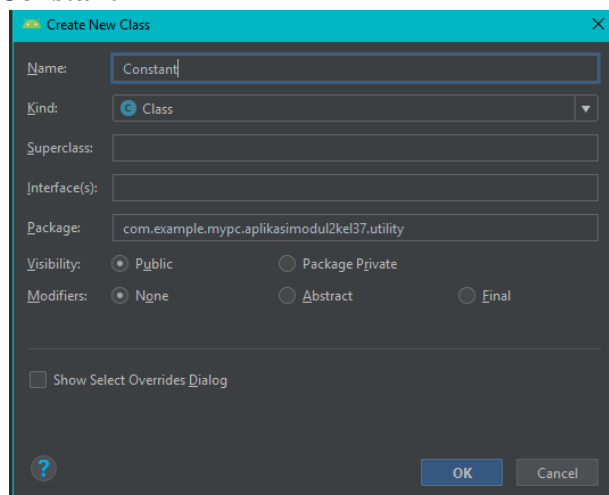 Create New Class
Name: Constant
Kind: Class
Superclass:
Interface(s):
Package: com.example.mypc.aplikasimodul2kel37.utility
Visibility: Public Package Private
Modifiers: None Abstract Final
Show Select Overrides Dialog
? OK Cancel